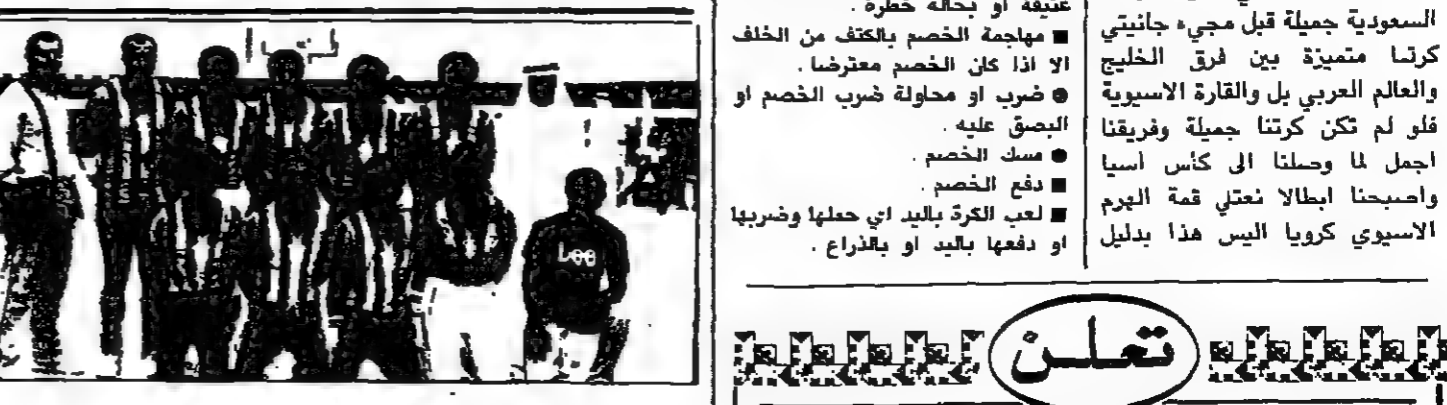 السعودية جميلة قبل مجيء جانيتي
كرتنا متميزة بين فرق الخليج
والعالم العربي بل والقارة الاسيوية
فلو لم تكن كرتنا جميلة وفريقنا
اجمل لما وصلنا الى كأس اسيا
واصبحنا ابطالا نعتلي قمة الهرم
الاسيوي كرويا اليس هذا بدليل
عنيفة او بحالة خطرة .
■ مهاجمة الخصم بالكتف من الخلف
الا اذا كان الخصم معترضا .
● ضرب او محاولة ضرب الخصم او
البصق عليه .
● مسك الخصم .
■ دفع الخصم .
■ لعب الكرة باليد اي حملها وضربها
او دفعها باليد او بالذراع .
Lee
تعلن